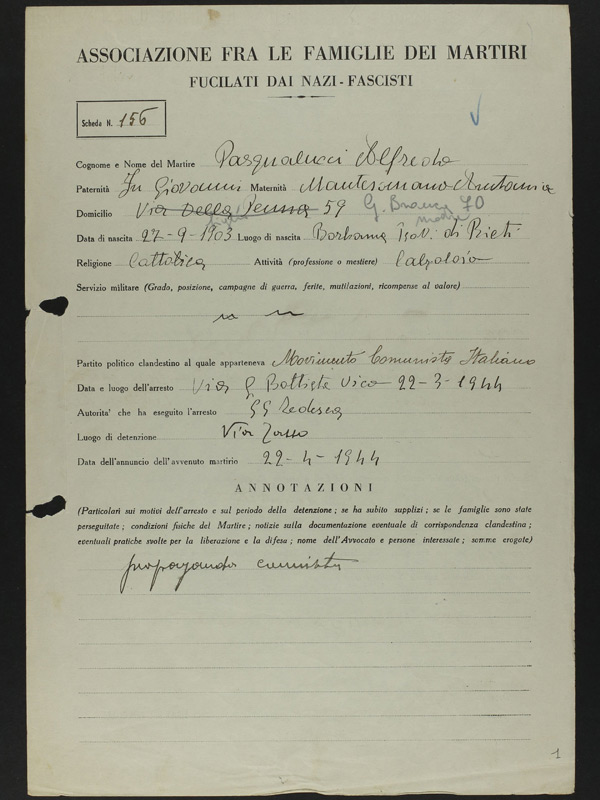 ASSOCIAZIONE FRA LE FAMIGLIE DEI MARTIRI
FUCILATI DAI NAZI-FASCISTI
Scheda N. 156
Cognome e Nome del Martire Pasqualucci Alfredo
Paternità Fu Giovanni Maternità Antonia
Domicilio Via Della Penna 59 G. Branca 70
Data di nascita 27-9-1903 Luogo di nascita Borbona Prov. di Rieti
Religione Cattolica Attività (professione o mestiere) Calzolaio
Servizio militare (Grado, posizione, campagne di guerra, ferite, mutilazioni, ricompense al valore)
Partito politico clandestino al quale apparteneva Movimento Comunista Italiano
Data e luogo dell'arresto Via G Battista Vico 22-3-1944
Autorita' che ha eseguito l'arresto SS Tedesca
Luogo di detenzione Via Tasso
Data dell'annuncio dell'avvenuto martirio 22-4-1944
ANNOTAZIONI
(Particolari sui motivi dell'arresto e sul periodo della detenzione; se ha subito supplizi; se le famiglie sono state
perseguitate; condizioni fisiche del Martire; notizie sulla documentazione eventuale di corrispondenza clandestina;
eventuali pratiche svolte per la liberazione e la difesa; nome dell'Avvocato e persone interessate; somme erogate)
propaganda comunista
1